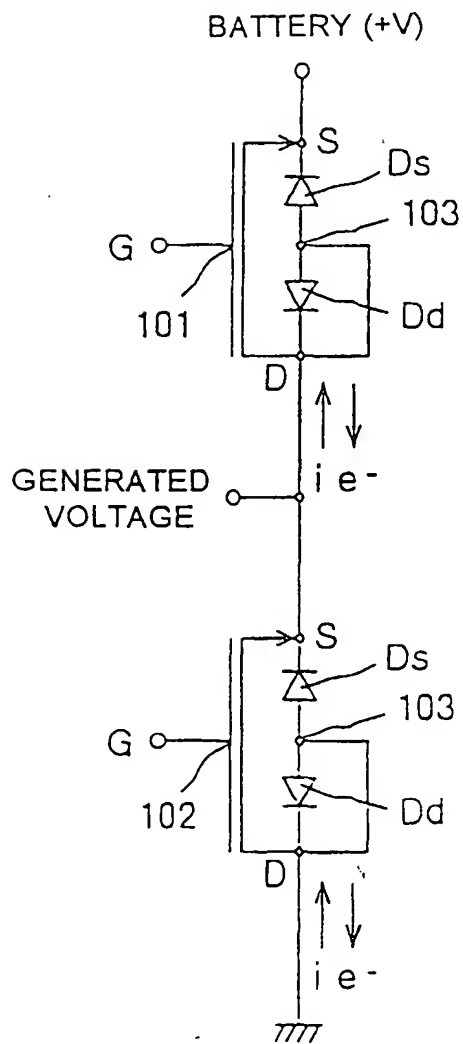 BATTERY (+V)
S
Ds
103
G
101
Dd
D
i e-
GENERATED
VOLTAGE
S
Ds
103
G
102
Dd
D
i e-